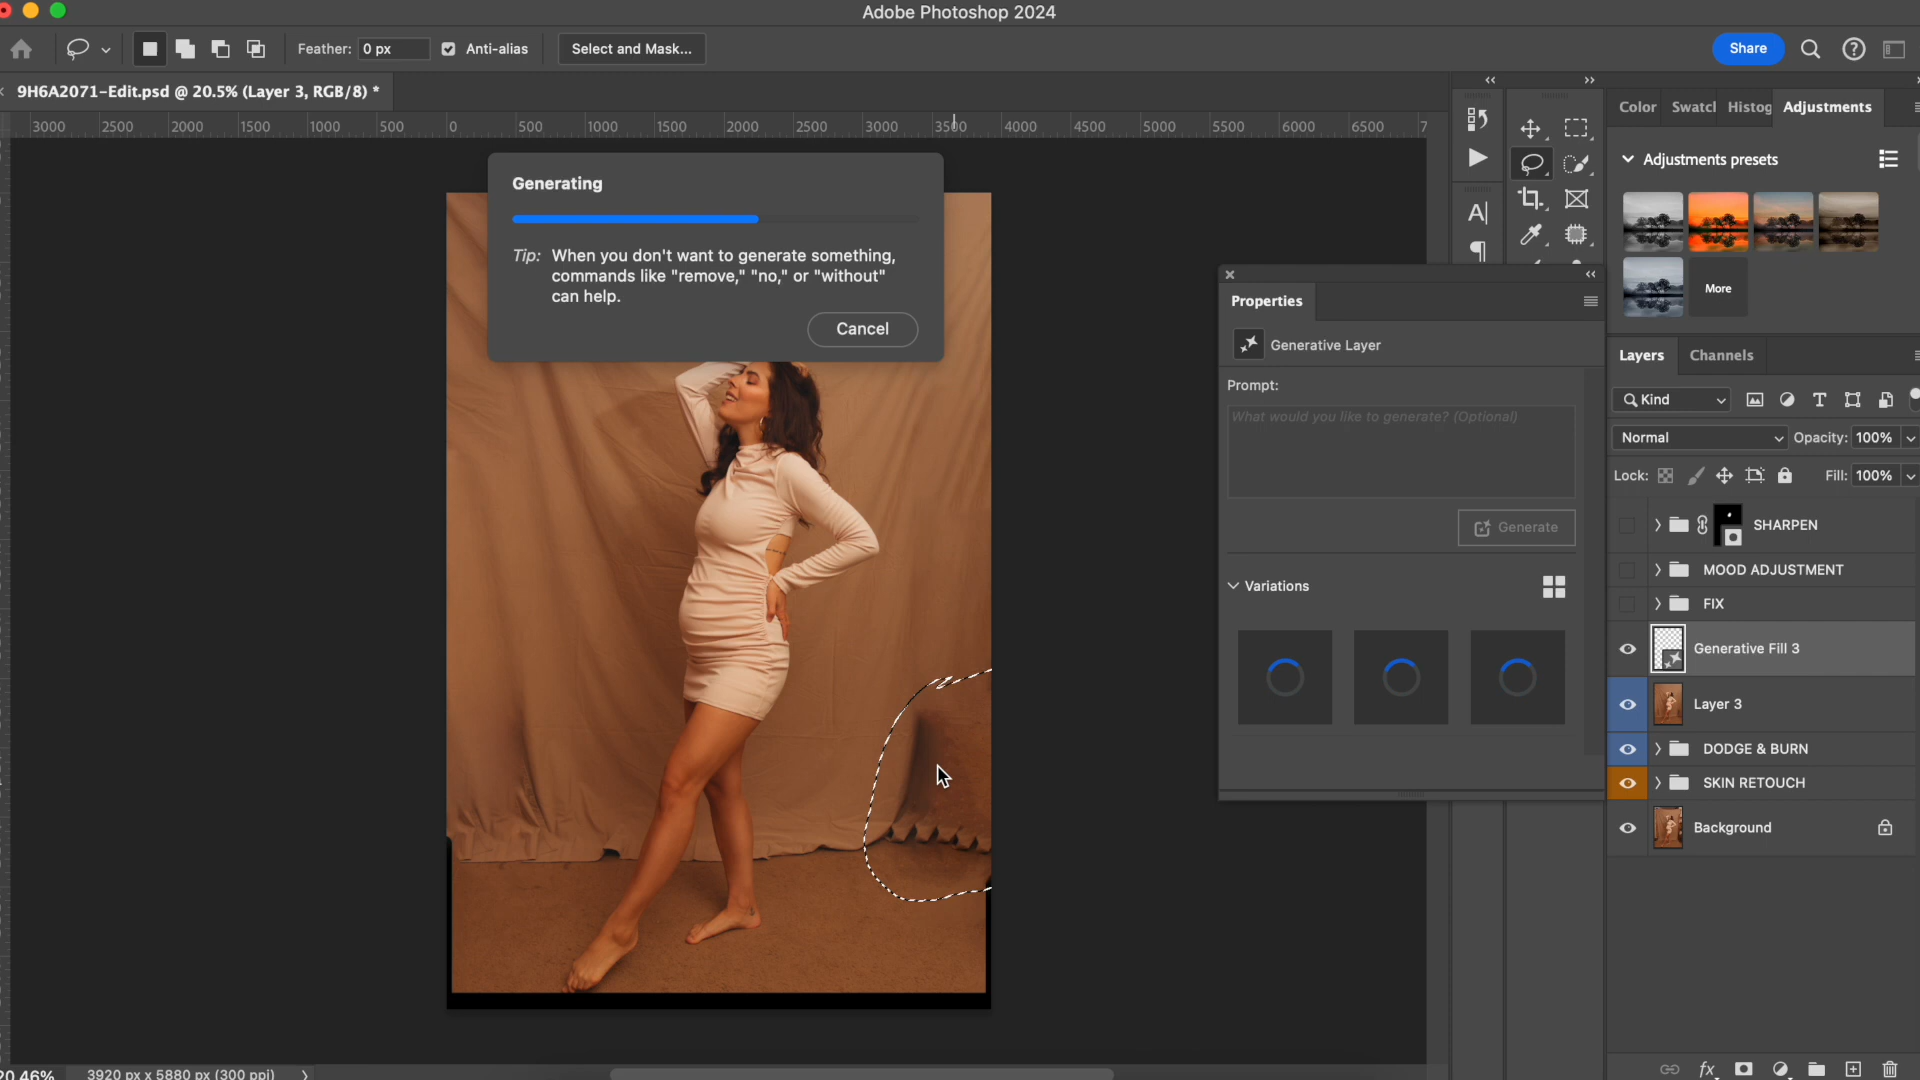 Adobe Photoshop 2024
Feather: 0 px Anti-alias Select and Mask... Share
9H6A2071-Edit.psd @ 20.5% (Layer 3, RGB/8) *
3000 2500 2000 1500 1000 500 0 500 1000 1500 2000 2500 3000 3500 4000 4500 5000 5500 6000 6500 7
Generating
Tip: When you don't want to generate something,
commands like "remove," "no," or "without"
can help.
Cancel
Properties
Generative Layer
Prompt:
What would you like to generate? (Optional)
Generate
Variations
Color Swatcl Histog Adjustments
Adjustments presets
More
Layers Channels
Kind
Normal Opacity: 100%
Lock: Fill: 100%
SHARPEN
MOOD ADJUSTMENT
FIX
Generative Fill 3
Layer 3
DODGE & BURN
SKIN RETOUCH
Background
20.46% 3920 px x 5880 px (300 ppi)